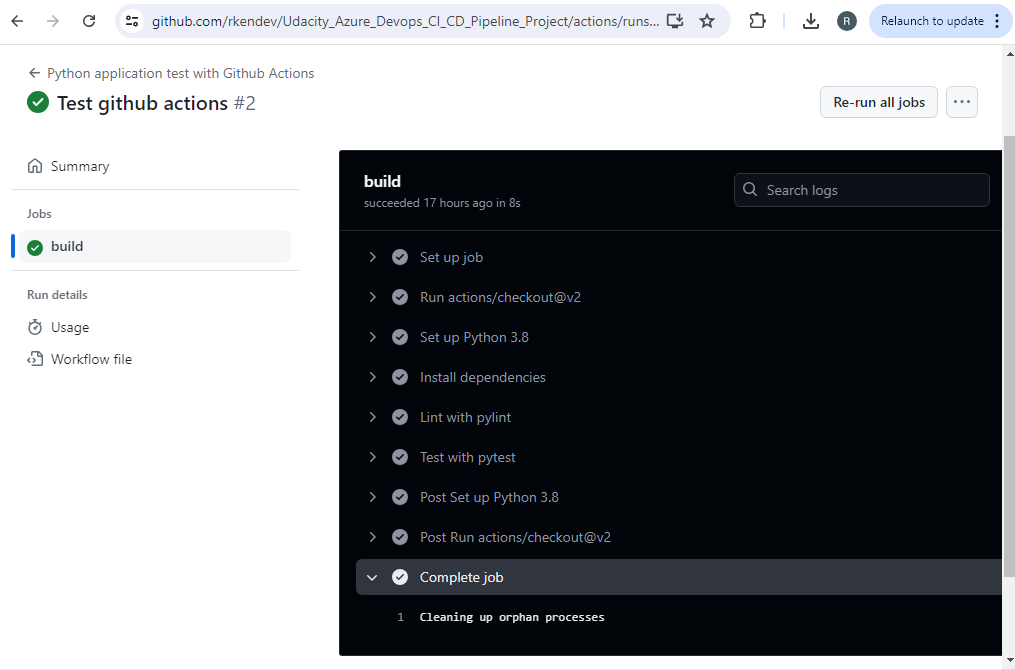 github.com/rkendev/Udacity_Azure_Devops_CI_CD_Pipeline_Project/actions/runs...
R
Relaunch to update
Python application test with Github Actions
Test github actions #2
Re-run all jobs
Summary
Jobs
build
Run details
Usage
Workflow file
build
succeeded 17 hours ago in 8s
Search logs
Set up job
Run actions/checkout@v2
Set up Python 3.8
Install dependencies
Lint with pylint
Test with pytest
Post Set up Python 3.8
Post Run actions/checkout@v2
Complete job
1 Cleaning up orphan processes